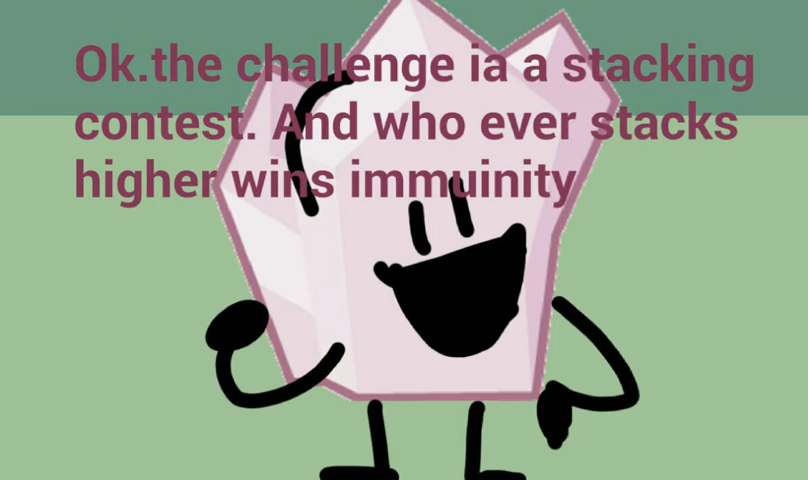 Ok.the challenge ia a stacking
contest. And who ever stacks
higher wins immuinity